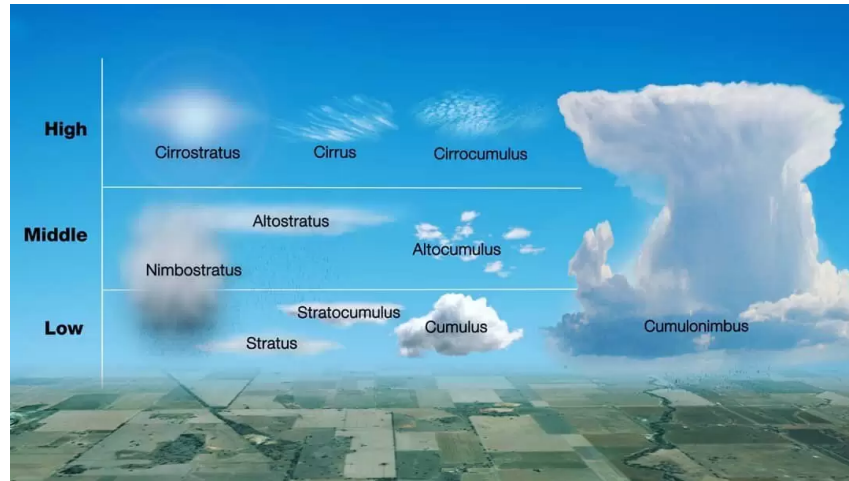 High
Cirrostratus
Cirrus
Cirrocumulus
Middle
Altostratus
Altocumulus
Nimbostratus
Low
Stratocumulus
Cumulus
Cumulonimbus
Stratus